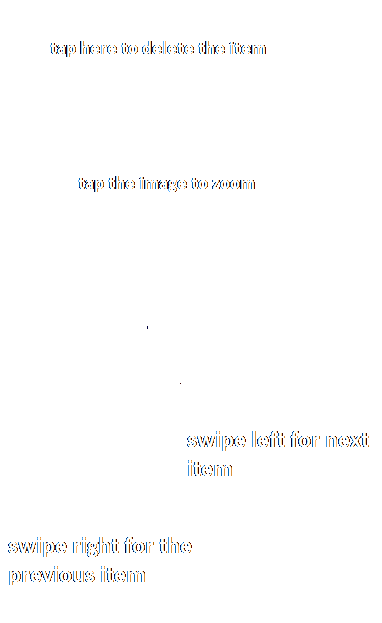 tap here to delete the item
tap the image to zoom
swipe left for next
item
swipe right for the
previous item